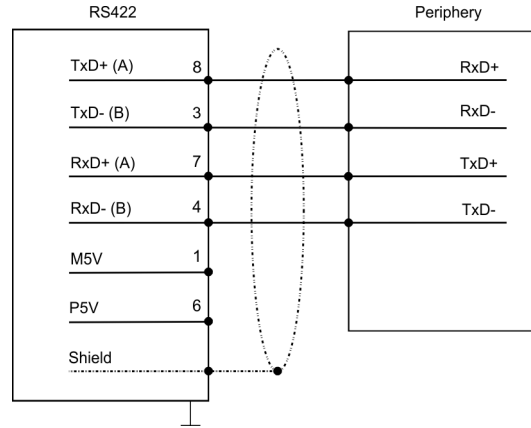 RS422 Periphery
TxD+ (A) 8 RxD+
TxD- (B) 3 RxD-
RxD+ (A) 7 TxD+
RxD- (B) 4 TxD-
M5V 1
P5V 6
Shield